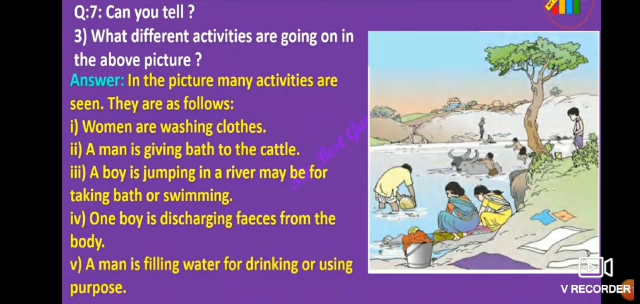 Q:7: Can you tell ?
3) What different activities are going on in
the above picture ?
Answer: In the picture many activities are
seen. They are as follows:
i) Women are washing clothes.
ii) A man is giving bath to the cattle.
iii) A boy is jumping in a river may be for
taking bath or swimming.
iv) One boy is discharging faeces from the
body.
v) A man is filling water for drinking or using
purpose.
V RECORDER